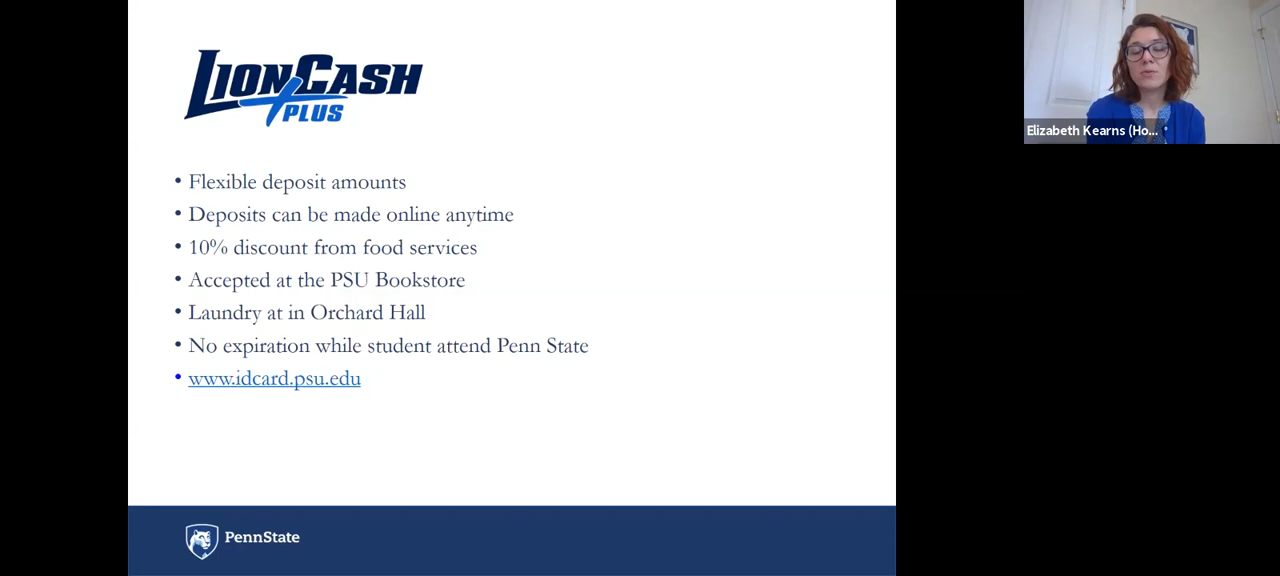 LIONCASH
PLUS
• Flexible deposit amounts
• Deposits can be made online anytime
• 10% discount from food services
• Accepted at the PSU Bookstore
• Laundry at in Orchard Hall
• No expiration while student attend Penn State
• www.idcard.psu.edu
PennState
Elizabeth Kearns (Ho...